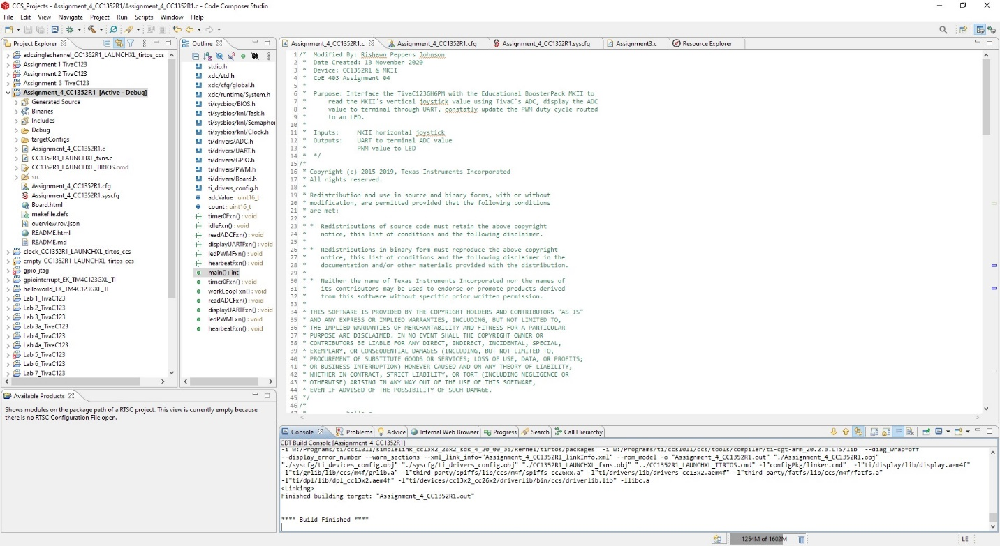 CCS_Projects - Assignment_4_CC1352R1/Assignment_4_CC1352R1.c - Code Composer Studio
File Edit View Navigate Project Run Scripts Window Help
Project Explorer
adcsinglechannel_CC1352R1_LAUNCHXL_tirtos_ccs
Assignment 1 TivaC123
Assignment 2 TivaC123
Assignment_3_TivaC123
Assignment_4_CC1352R1 [Active - Debug]
Generated Source
Binaries
Includes
Debug
targetConfigs
Assignment_4_CC1352R1.c
CC1352R1_LAUNCHXL_fxns.c
CC1352R1_LAUNCHXL_TIRTOS.cmd
src
Assignment_4_CC1352R1.cfg
Assignment_4_CC1352R1.syscfg
Board.html
makefile.defs
overview.rov.json
README.html
README.md
clock_CC1352R1_LAUNCHXL_tirtos_ccs
empty_CC1352R1_LAUNCHXL_tirtos_ccs
gpio_jtag
gpiointerrupt_EK_TM4C123GXL_TI
helloworld_EK_TM4C123GXL_TI
Lab 1_TivaC123
Lab 2_TivaC123
Lab 3_TivaC123
Lab 3a_TivaC123
Lab 4_TivaC123
Lab 4a_TivaC123
Lab 5_TivaC123
Lab 6_TivaC123
Lab 7_TivaC123
Outline
stdio.h
xdc/std.h
xdc/cfg/global.h
xdc/runtime/System.h
ti/sysbios/BIOS.h
ti/sysbios/knl/Task.h
ti/sysbios/knl/Semaphor
ti/sysbios/knl/Clock.h
ti/drivers/ADC.h
ti/drivers/UART.h
ti/drivers/GPIO.h
ti/drivers/PWM.h
ti/drivers/Board.h
ti_drivers_config.h
adcValue : uint16_t
count : uint16_t
timer0Fxn() : void
idleFxn() : void
readADCFxn() : void
displayUARTFxn() : void
ledPWMFxn() : void
hearbeatFxn() : void
main() : int
timer0Fxn() : void
workLoopFxn() : void
readADCFxn() : void
displayUARTFxn() : void
ledPWMFxn() : void
hearbeatFxn() : void
Assignment_4_CC1352R1.c Assignment_4_CC1352R1.cfg Assignment_4_CC1352R1.syscfg Assignment3.c Resource Explorer
1 /* Modified By: Rishawn Peppers Johnson
2 * Date Created: 13 November 2020
3 * Device: CC1352R1 & MKII
4 * CpE 403 Assignment 04
5 *
6 * Purpose: Interface the TivaC123GH6PM with the Educational BoosterPack MKII to
7 * read the MKII's vertical joystick value using TivaC's ADC, display the ADC
8 * value to terminal through UART, constatly update the PWM duty cycle routed
9 * to an LED.
10 *
11 * Inputs: MKII horizontal joystick
12 * Outputs: UART to terminal ADC value
13 * PWM value to LED
14 * */
15 /*
16 * Copyright (c) 2015-2019, Texas Instruments Incorporated
17 * All rights reserved.
18 *
19 * Redistribution and use in source and binary forms, with or without
20 * modification, are permitted provided that the following conditions
21 * are met:
22 *
23 * * Redistributions of source code must retain the above copyright
24 * notice, this list of conditions and the following disclaimer.
25 *
26 * * Redistributions in binary form must reproduce the above copyright
27 * notice, this list of conditions and the following disclaimer in the
28 * documentation and/or other materials provided with the distribution.
29 *
30 * * Neither the name of Texas Instruments Incorporated nor the names of
31 * its contributors may be used to endorse or promote products derived
32 * from this software without specific prior written permission.
33 *
34 * THIS SOFTWARE IS PROVIDED BY THE COPYRIGHT HOLDERS AND CONTRIBUTORS "AS IS"
35 * AND ANY EXPRESS OR IMPLIED WARRANTIES, INCLUDING, BUT NOT LIMITED TO,
36 * THE IMPLIED WARRANTIES OF MERCHANTABILITY AND FITNESS FOR A PARTICULAR
37 * PURPOSE ARE DISCLAIMED. IN NO EVENT SHALL THE COPYRIGHT OWNER OR
38 * CONTRIBUTORS BE LIABLE FOR ANY DIRECT, INDIRECT, INCIDENTAL, SPECIAL,
39 * EXEMPLARY, OR CONSEQUENTIAL DAMAGES (INCLUDING, BUT NOT LIMITED TO,
40 * PROCUREMENT OF SUBSTITUTE GOODS OR SERVICES; LOSS OF USE, DATA, OR PROFITS;
41 * OR BUSINESS INTERRUPTION) HOWEVER CAUSED AND ON ANY THEORY OF LIABILITY,
42 * WHETHER IN CONTRACT, STRICT LIABILITY, OR TORT (INCLUDING NEGLIGENCE OR
43 * OTHERWISE) ARISING IN ANY WAY OUT OF THE USE OF THIS SOFTWARE,
44 * EVEN IF ADVISED OF THE POSSIBILITY OF SUCH DAMAGE.
45 */
46 /*
Available Products
Shows modules on the package path of a RTSC project. This view is currently empty because
there is no RTSC Configuration File open.
Console Problems Advice Internal Web Browser Progress Search Call Hierarchy
CDT Build Console [Assignment_4_CC1352R1]
-i"W:/Programs/ti/ccs1011/simplelink_cc13x2_26x2_sdk_4_20_00_35/kernel/tirtos/packages" -i"W:/Programs/ti/ccs1011/ccs/tools/compiler/ti-cgt-arm_20.2.3.LTS/lib" --diag_wrap=off
--display_error_number --warn_sections --xml_link_info="Assignment_4_CC1352R1_linkInfo.xml" --rom_model -o "Assignment_4_CC1352R1.out" "./Assignment_4_CC1352R1.obj"
"./syscfg/ti_devices_config.obj" "./syscfg/ti_drivers_config.obj" "./CC1352R1_LAUNCHXL_fxns.obj" "../CC1352R1_LAUNCHXL_TIRTOS.cmd" -l"configPkg/linker.cmd" -l"ti/display/lib/display.aem4f"
-l"ti/grlib/lib/ccs/m4f/grlib.a" -l"third_party/spiffs/lib/ccs/m4f/spiffs_cc26xx.a" -l"ti/drivers/lib/drivers_cc13x2.aem4f" -l"third_party/fatfs/lib/ccs/m4f/fatfs.a"
-l"ti/dpl/lib/dpl_cc13x2.aem4f" -l"ti/devices/cc13x2_cc26x2/driverlib/bin/ccs/driverlib.lib" -llibc.a
<Linking>
Finished building target: "Assignment_4_CC1352R1.out"
**** Build Finished ****
1254M of 1602M
LE